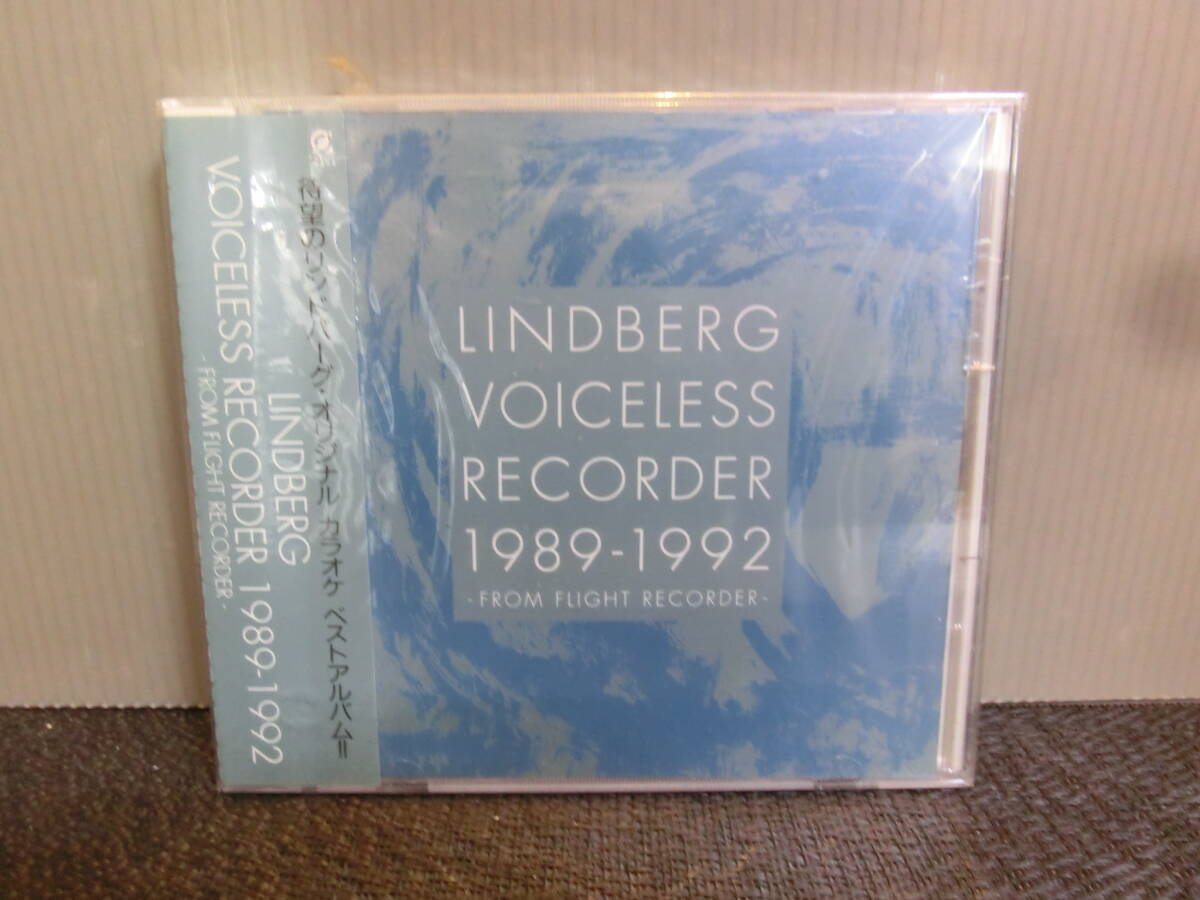 LINDBERG
VOICELESS
RECORDER
1989-1992
-FROM FLIGHT RECORDER-
待望のリンドバーグ・オリジナル カラオケ ベストアルバム!!
LINDBERG
VOICELESS RECORDER 1989-1992
-FROM FLIGHT RECORDER-